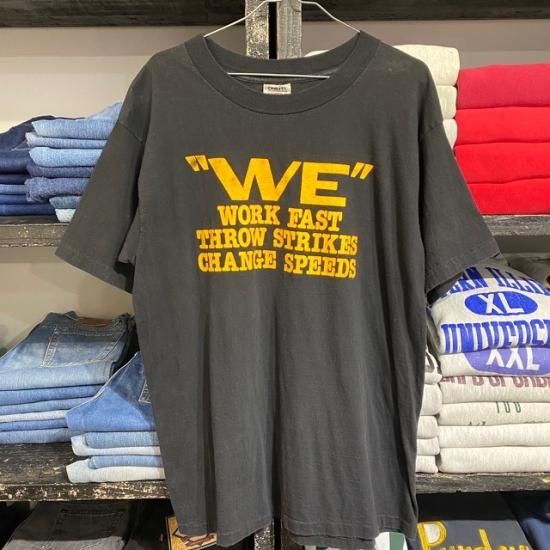 "WE"
WORK FAST
THROW STRIKES
CHANGE SPEEDS
XL
XXL